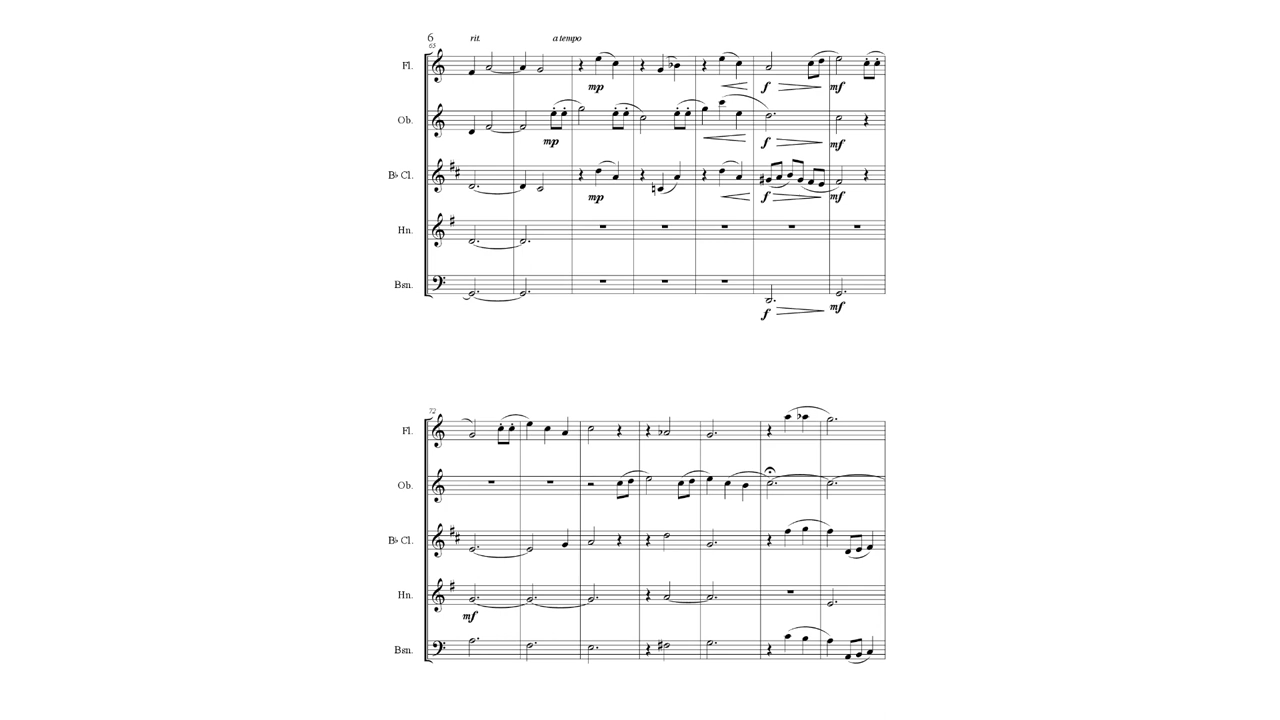 6 rit. a tempo
65
Fl.
mp f mf
Ob.
mp f mf
B♭ Cl.
mp f mf
Hn.
Bsn.
f mf
72
Fl.
Ob.
B♭ Cl.
Hn.
mf
Bsn.